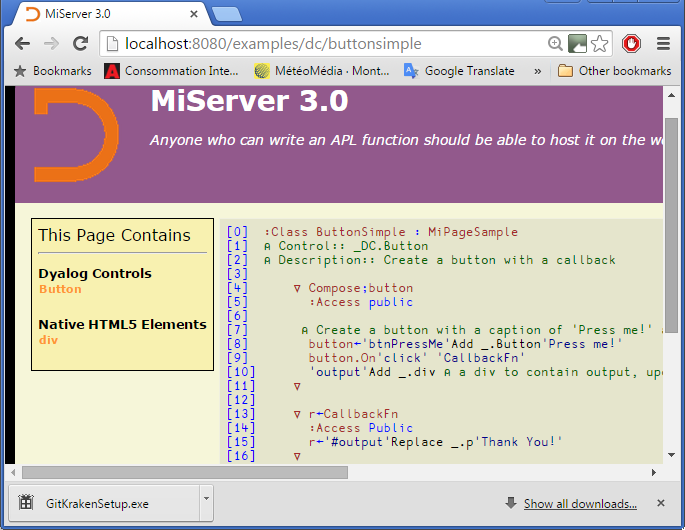 MiServer 3.0
localhost:8080/examples/dc/buttonsimple
Bookmarks Consommation Inte... MétéoMédia · Mont... Google Translate » Other bookmarks
MiServer 3.0
Anyone who can write an APL function should be able to host it on the we
This Page Contains
Dyalog Controls
Button
Native HTML5 Elements
div
[0] :Class ButtonSimple : MiPageSample
[1] ⍝ Control:: _DC.Button
[2] ⍝ Description:: Create a button with a callback
[3]
[4] ∇ Compose;button
[5] :Access public
[6]
[7] ⍝ Create a button with a caption of 'Press me!'
[8] button←'btnPressMe'Add _.Button'Press me!'
[9] button.On'click' 'CallbackFn'
[10] 'output'Add _.div ⍝ a div to contain output, upd
[11] ∇
[12]
[13] ∇ r←CallbackFn
[14] :Access Public
[15] r←'#output'Replace _.p'Thank You!'
[16] ∇
GitKrakenSetup.exe
Show all downloads...